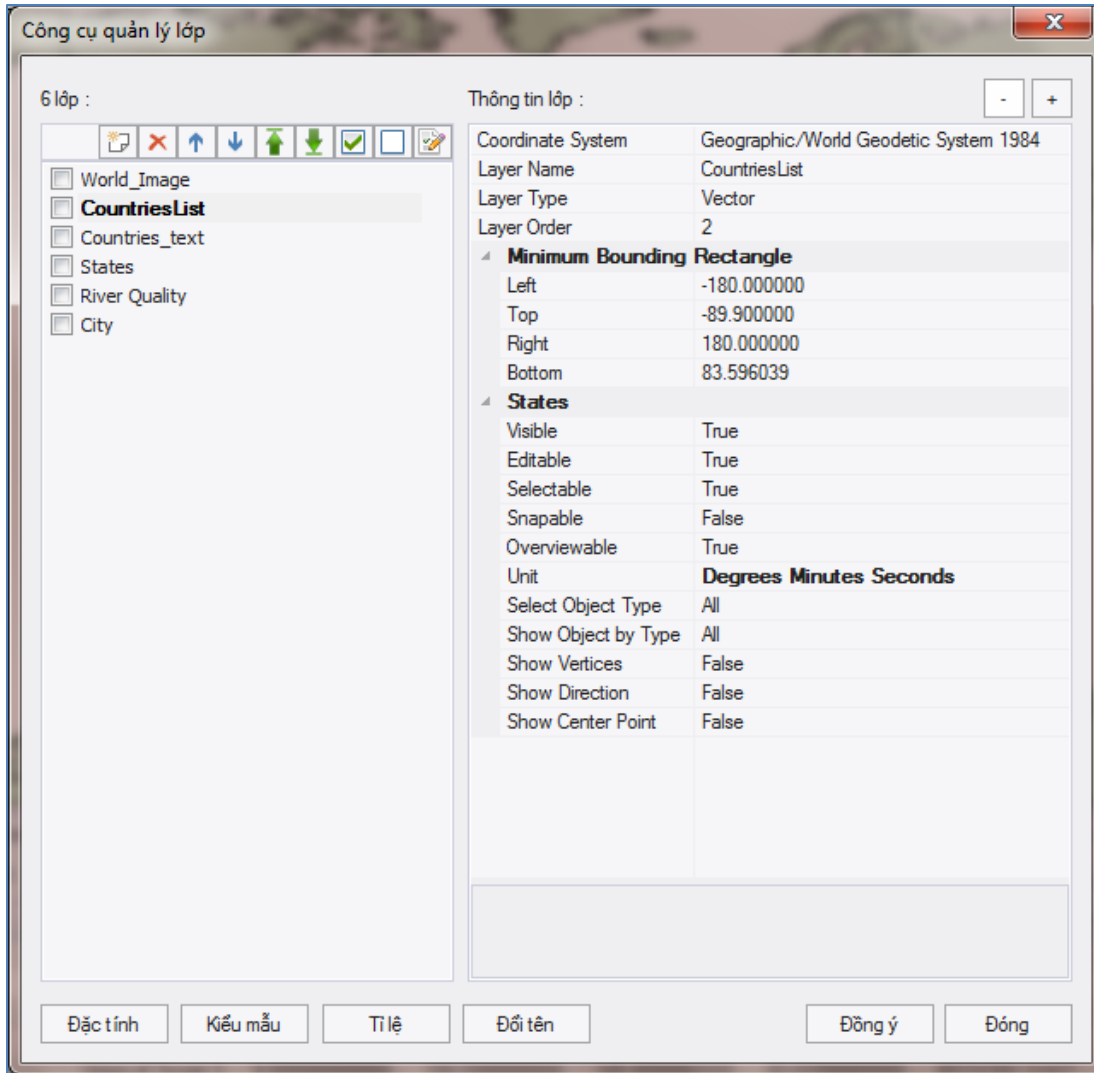 Công cụ quản lý lớp
6 lớp :
World_Image
CountriesList
Countries_text
States
River Quality
City
Thông tin lớp :
- +
Coordinate System Geographic/World Geodetic System 1984
Layer Name CountriesList
Layer Type Vector
Layer Order 2
Minimum Bounding Rectangle
Left -180.000000
Top -89.900000
Right 180.000000
Bottom 83.596039
States
Visible True
Editable True
Selectable True
Snapable False
Overviewable True
Unit Degrees Minutes Seconds
Select Object Type All
Show Object by Type All
Show Vertices False
Show Direction False
Show Center Point False
Đặc tính Kiểu mẫu Tỉ lệ Đổi tên Đồng ý Đóng